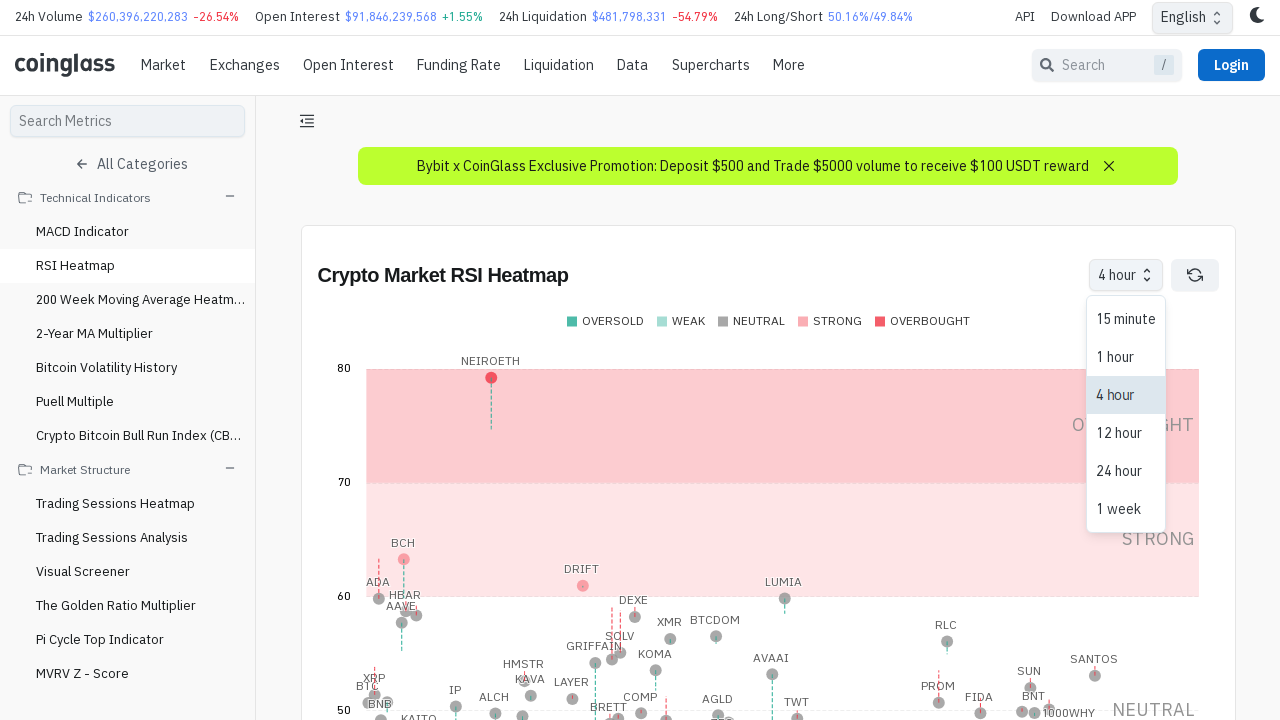 24h Volume $260,396,220,283 -26.54% Open Interest $91,846,239,568 +1.55% 24h Liquidation $481,798,331 -54.79% 24h Long/Short 50.16%/49.84% API Download APP English
coinglass Market Exchanges Open Interest Funding Rate Liquidation Data Supercharts More Search / Login
Search Metrics
All Categories
Technical Indicators
MACD Indicator
RSI Heatmap
200 Week Moving Average Heatm...
2-Year MA Multiplier
Bitcoin Volatility History
Puell Multiple
Crypto Bitcoin Bull Run Index (CB...
Market Structure
Trading Sessions Heatmap
Trading Sessions Analysis
Visual Screener
The Golden Ratio Multiplier
Pi Cycle Top Indicator
MVRV Z - Score
Bybit x CoinGlass Exclusive Promotion: Deposit $500 and Trade $5000 volume to receive $100 USDT reward
Crypto Market RSI Heatmap
4 hour
15 minute
1 hour
4 hour
12 hour
24 hour
1 week
OVERSOLD WEAK NEUTRAL STRONG OVERBOUGHT
NEIROETH
80
70
STRONG
BCH
DRIFT
ADA
LUMIA
60
HBAR
AAVE
DEXE
XMR
BTCDOM
RLC
SOLV
GRIFFAIN
KOMA
AVAAI
SANTOS
HMSTR
KAVA
SUN
XRP
BTC
LAYER
PROM
IP
ALCH
COMP
AGLD
TWT
FIDA
BNT
BNB
BRETT
50
NEUTRAL
1000WHY
KAITO